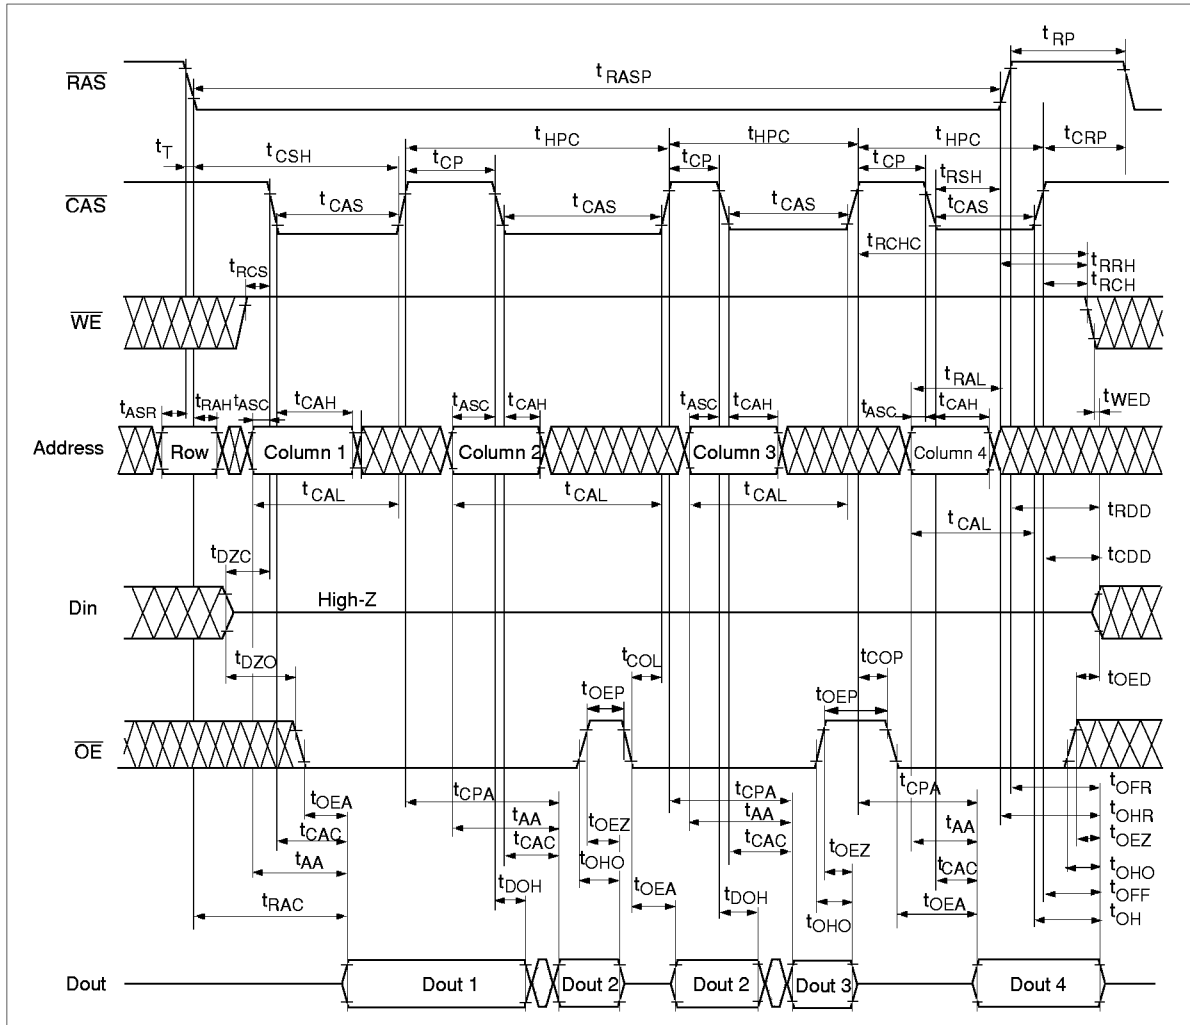 tRP
RAS
tRASP
tT
tCSH
tHPC
tHPC
tHPC
tCRP
tCP
tCP
tCP
tRSH
CAS
tCAS
tCAS
tCAS
tCAS
tRCHC
tRRH
tRCS
tRCH
WE
tRAL
tWED
tASR
tRAH
tASC
tCAH
tASC
tCAH
tASC
tCAH
tASC
tCAH
Address
Row
Column 1
Column 2
Column 3
Column 4
tCAL
tCAL
tCAL
tCAL
tRDD
tDZC
tCDD
Din
High-Z
tDZO
tCOL
tCOP
tOED
tOEP
tOEP
OE
tOEA
tCPA
tCPA
tCPA
tOFR
tCAC
tAA
tOEZ
tAA
tAA
tOHR
tAA
tCAC
tOHO
tCAC
tOEZ
tCAC
tOEZ
tOHO
tRAC
tDOH
tOEA
tDOH
tOHO
tOEA
tOFF
tOH
Dout
Dout 1
Dout 2
Dout 2
Dout 3
Dout 4